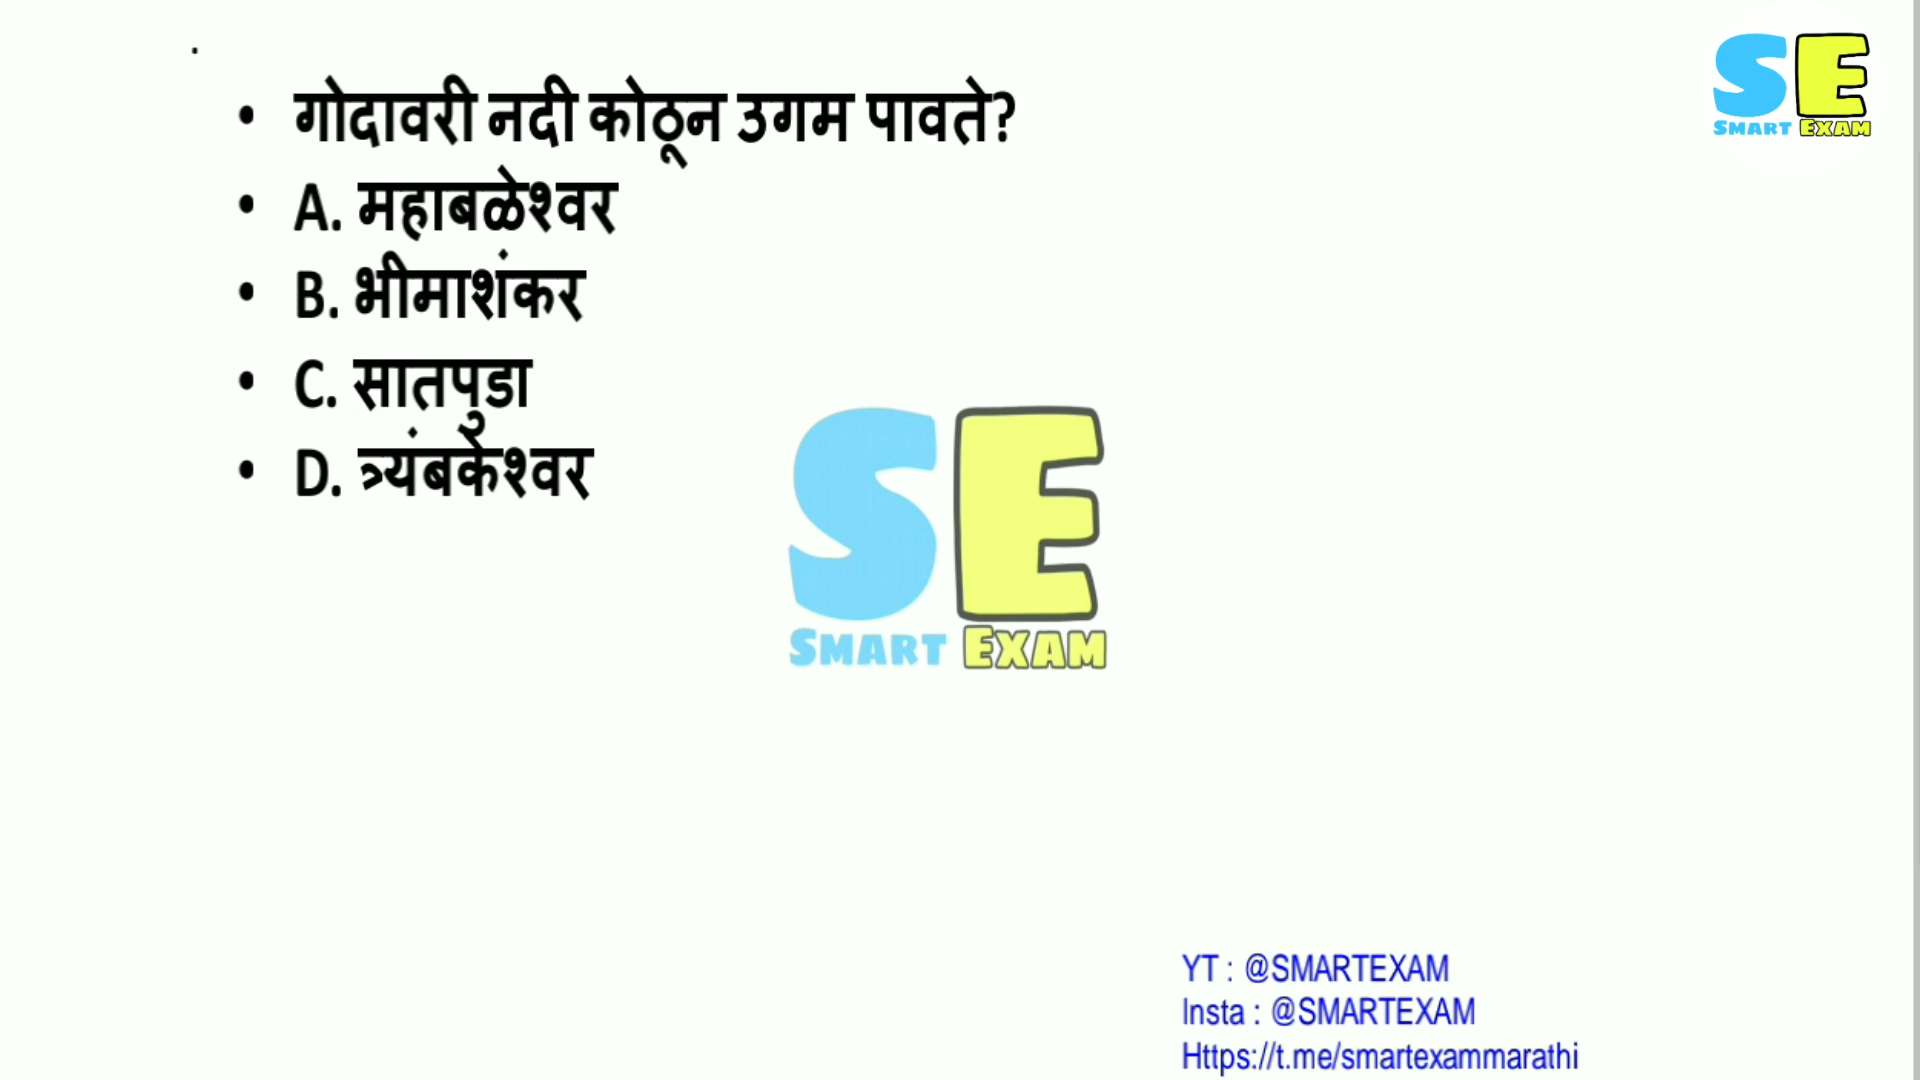 SE
SMART EXAM
• गोदावरी नदी कोठून उगम पावते?
• A. महाबळेश्वर
• B. भीमाशंकर
• C. सातपुडा
• D. त्र्यंबकेश्वर
SE
SMART EXAM
YT : @SMARTEXAM
Insta : @SMARTEXAM
Https://t.me/smartexammarathi